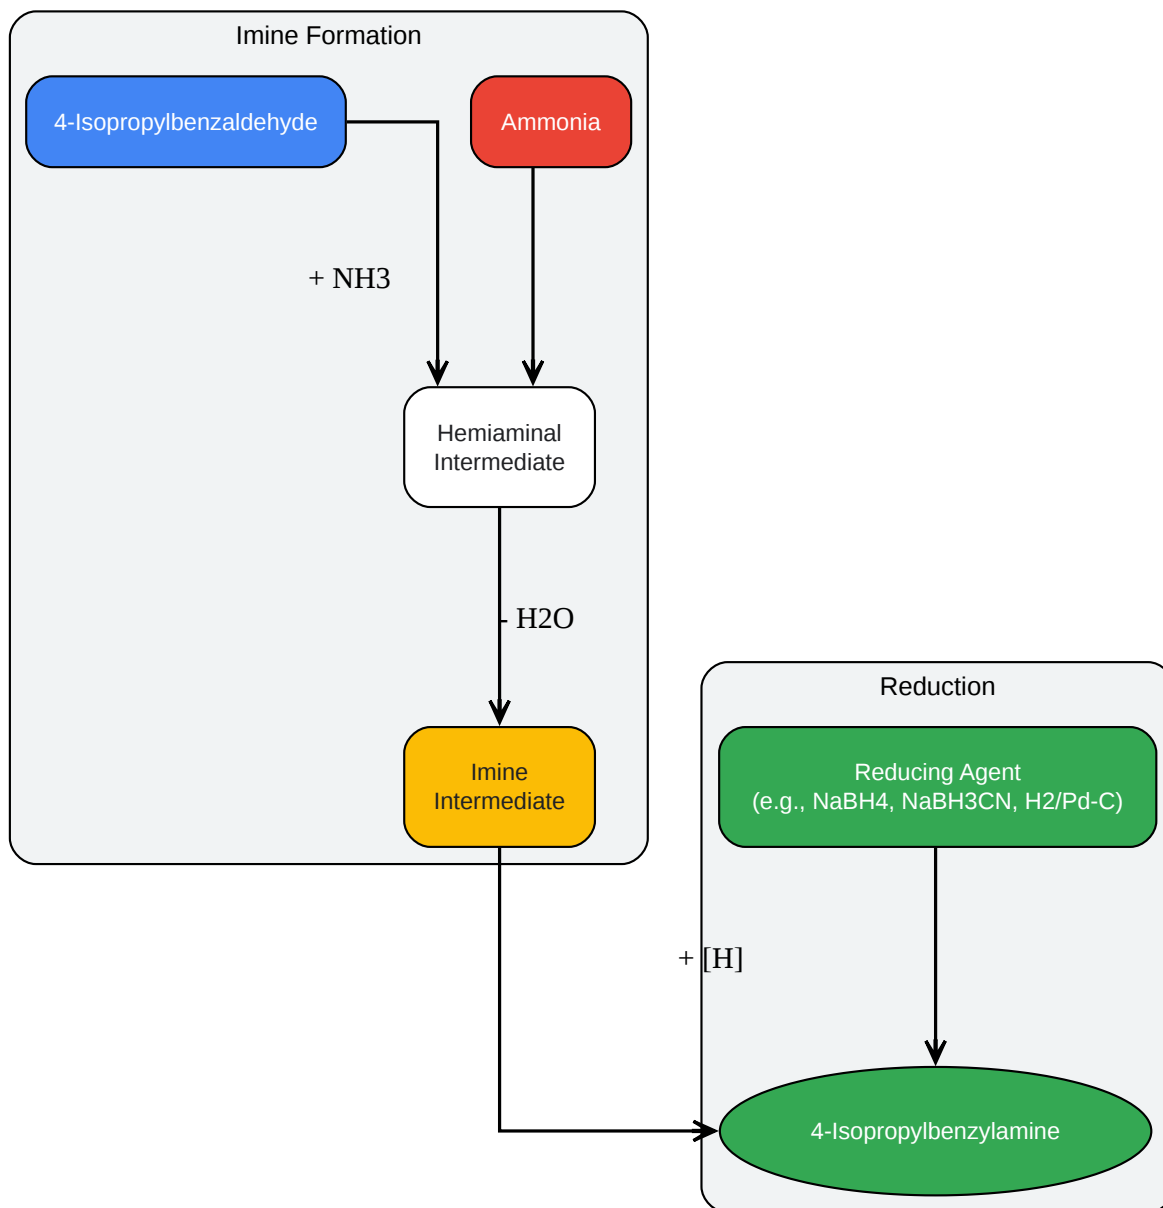 Imine Formation
4-Isopropylbenzaldehyde
Ammonia
+ NH3
Hemiaminal
Intermediate
- H2O
Imine
Intermediate
Reduction
Reducing Agent
(e.g., NaBH4, NaBH3CN, H2/Pd-C)
+ [H]
4-Isopropylbenzylamine